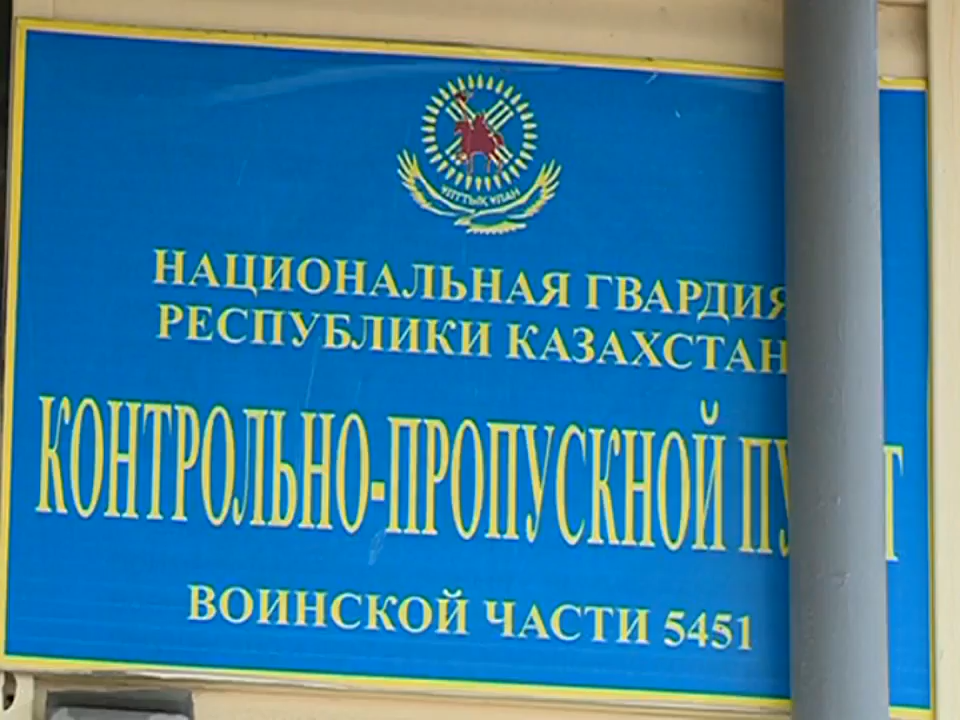 ҰЛТТЫҚ ҰЛАН
НАЦИОНАЛЬНАЯ ГВАРДИЯ
РЕСПУБЛИКИ КАЗАХСТАН
КОНТРОЛЬНО-ПРОПУСКНОЙ ПУНКТ
ВОИНСКОЙ ЧАСТИ 5451